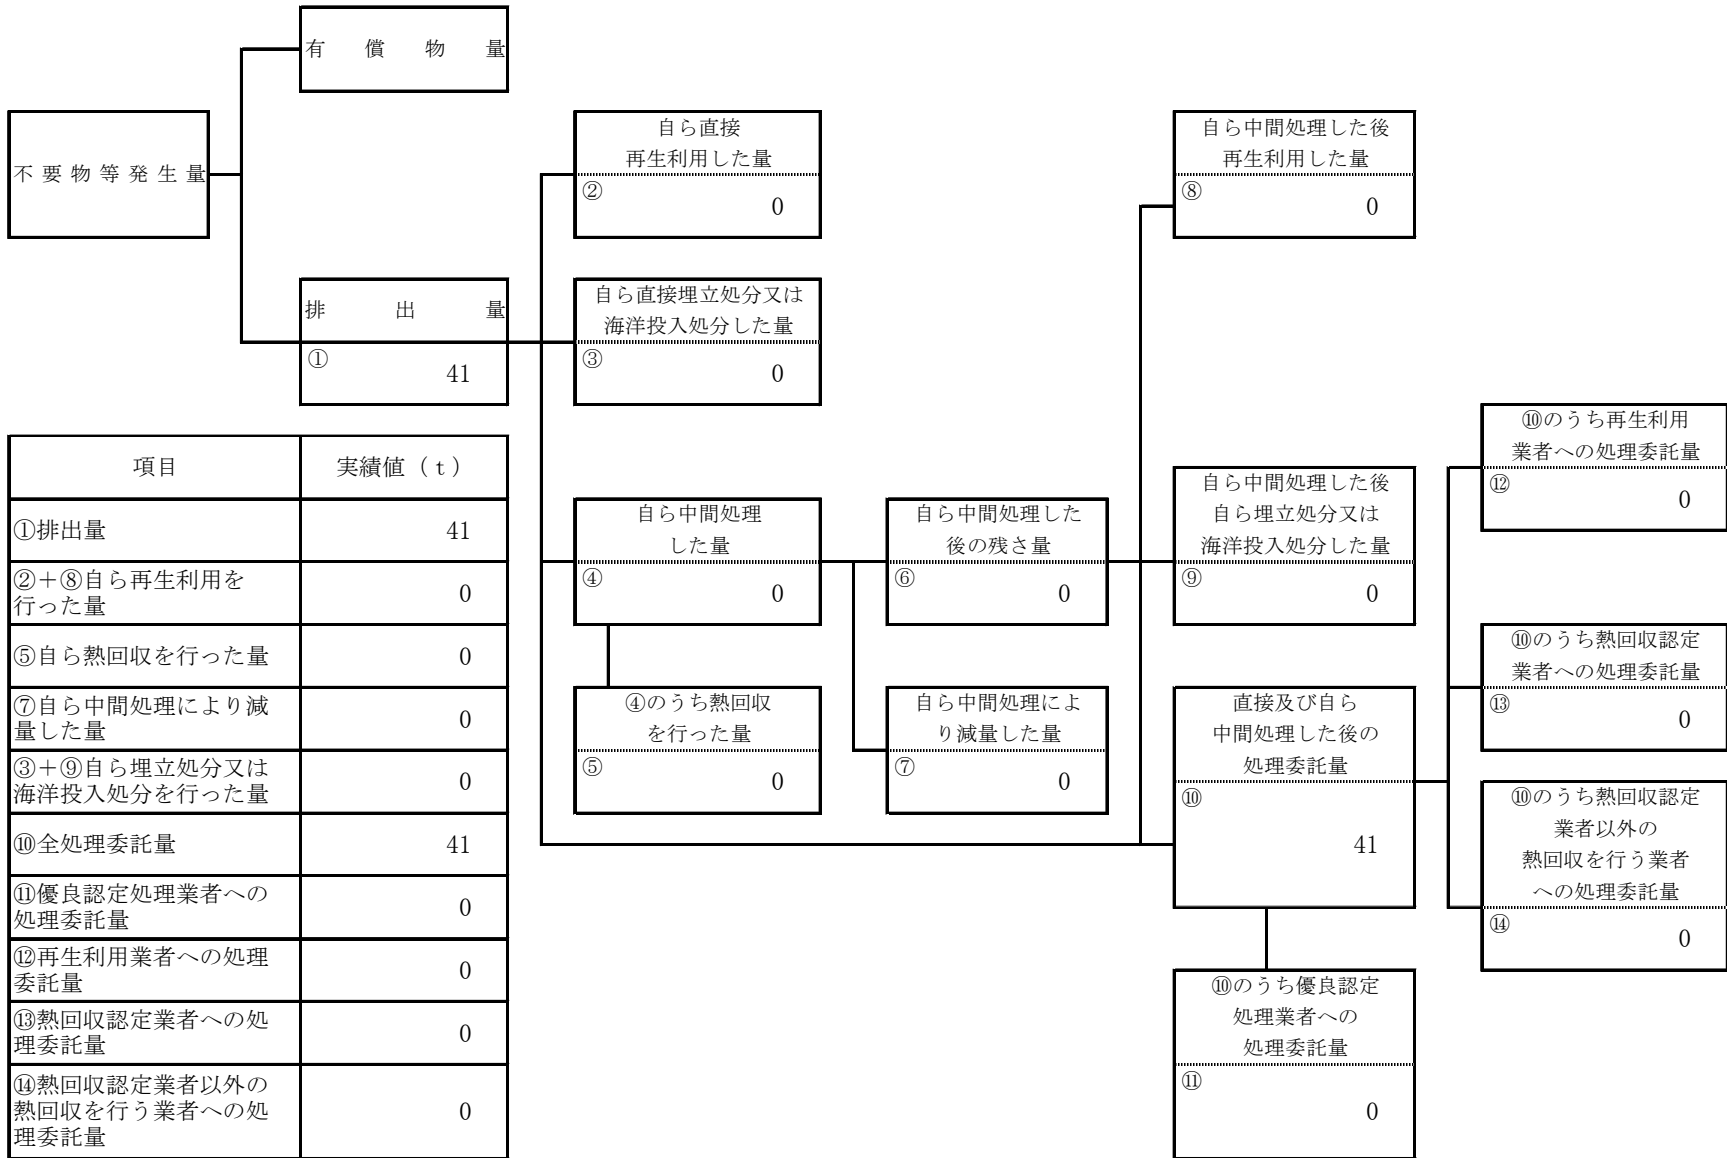 有償物量
不要物等発生量
排出量
①
41
自ら直接
再生利用した量
②
0
自ら直接埋立処分又は
海洋投入処分した量
③
0
自ら中間処理
した量
④
0
④のうち熱回収
を行った量
⑤
0
自ら中間処理した
後の残さ量
⑥
0
自ら中間処理によ
り減量した量
⑦
0
自ら中間処理した後
再生利用した量
⑧
0
自ら中間処理した後
自ら埋立処分又は
海洋投入処分した量
⑨
0
直接及び自ら
中間処理した後の
処理委託量
⑩
41
⑩のうち優良認定
処理業者への
処理委託量
⑪
0
⑩のうち再生利用
業者への処理委託量
⑫
0
⑩のうち熱回収認定
業者への処理委託量
⑬
0
⑩のうち熱回収認定
業者以外の
熱回収を行う業者
への処理委託量
⑭
0
項目 実績値（ｔ）
①排出量 41
②＋⑧自ら再生利用を
行った量 0
⑤自ら熱回収を行った量 0
⑦自ら中間処理により減
量した量 0
③＋⑨自ら埋立処分又は
海洋投入処分を行った量 0
⑩全処理委託量 41
⑪優良認定処理業者への
処理委託量 0
⑫再生利用業者への処理
委託量 0
⑬熱回収認定業者への処
理委託量 0
⑭熱回収認定業者以外の
熱回収を行う業者への処
理委託量 0